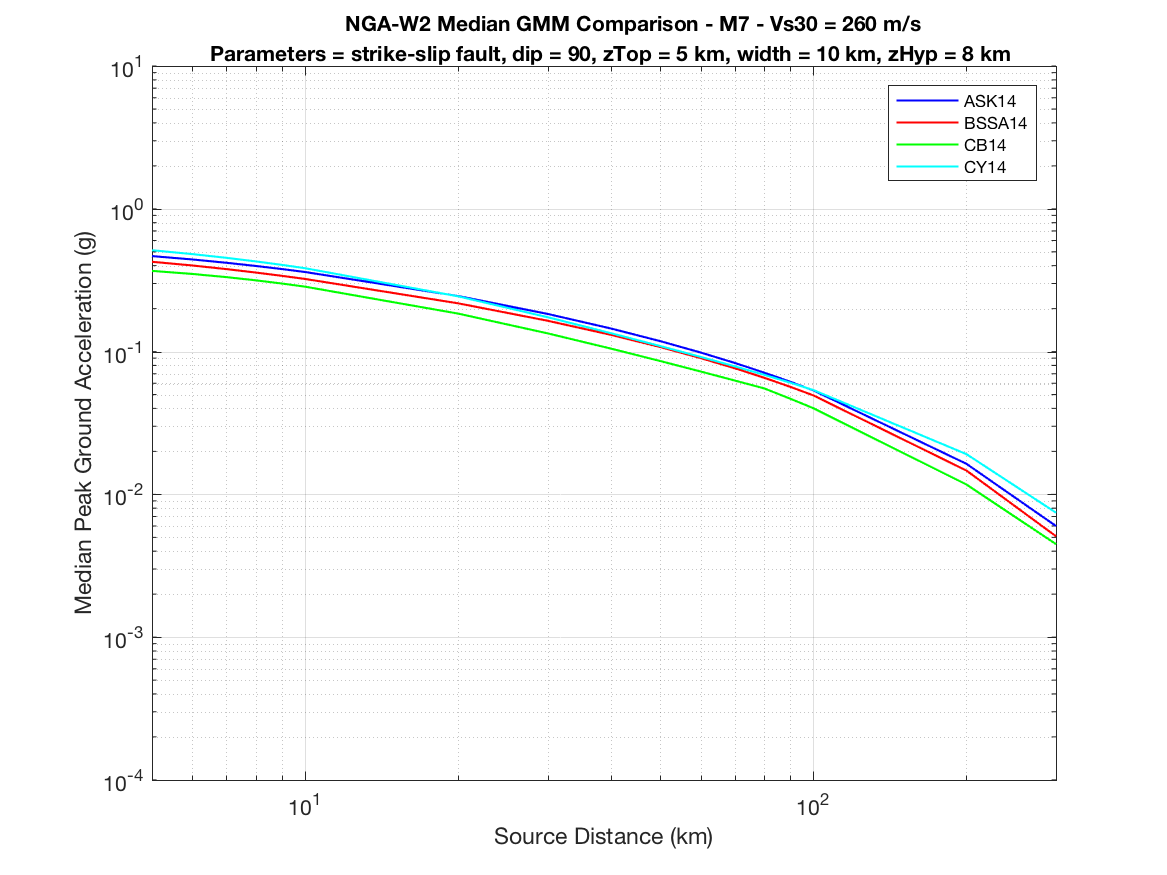 NGA-W2 Median GMM Comparison - M7 - Vs30 = 260 m/s
Parameters = strike-slip fault, dip = 90, zTop = 5 km, width = 10 km, zHyp = 8 km
10^1
ASK14
BSSA14
CB14
CY14
10^0
10^-1
10^-2
10^-3
10^-4
Median Peak Ground Acceleration (g)
10^1
10^2
Source Distance (km)